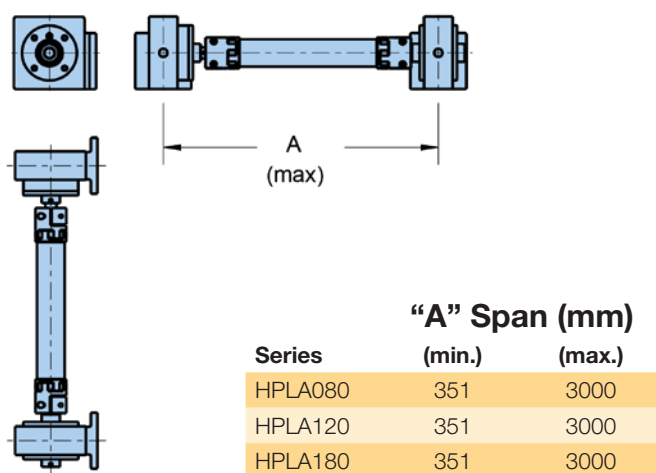 A
(max)
“A” Span (mm)
Series (min.) (max.)
HPLA080 351 3000
HPLA120 351 3000
HPLA180 351 3000